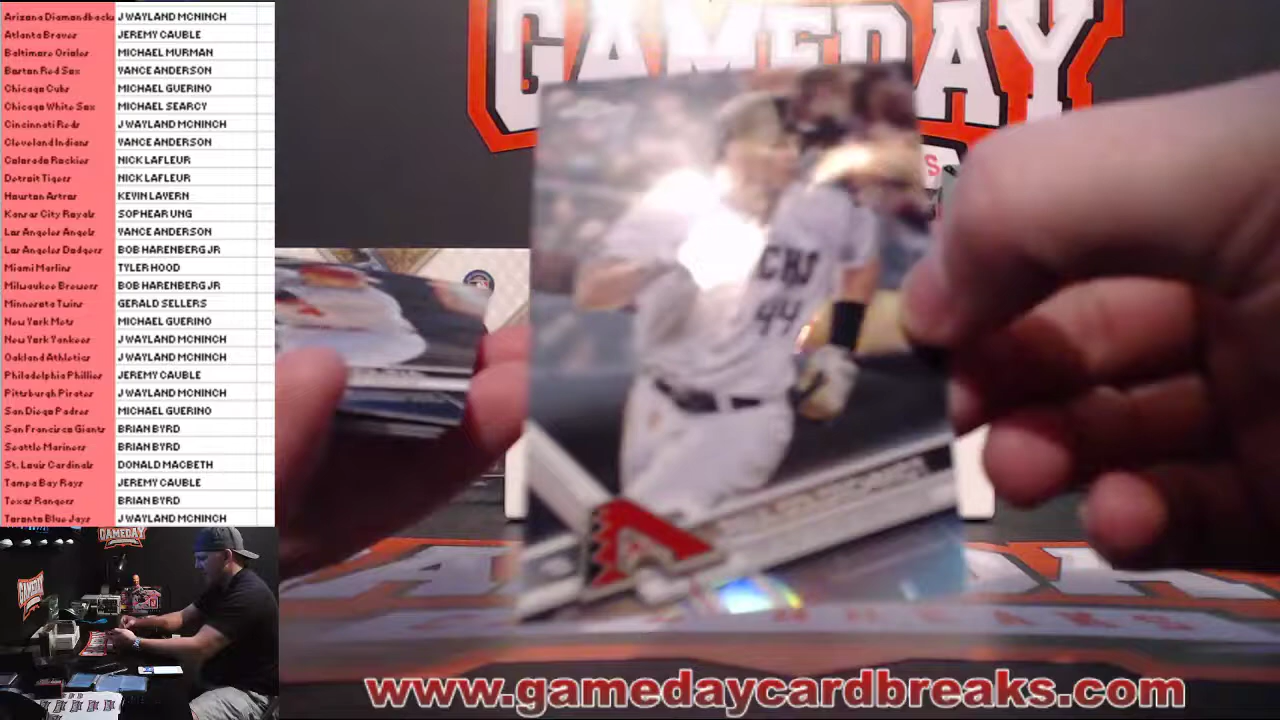 Arizona Diamondbacks J WAYLAND MCNINCH
Atlanta Braves JEREMY CAUBLE
Baltimore Orioles MICHAEL MURMAN
Boston Red Sox VANCE ANDERSON
Chicago Cubs MICHAEL GUERINO
Chicago White Sox MICHAEL SEARCY
Cincinnati Reds J WAYLAND MCNINCH
Cleveland Indians VANCE ANDERSON
Colorado Rockies NICK LAFLEUR
Detroit Tigers NICK LAFLEUR
Houston Astros KEVIN LAVERN
Kansas City Royals SOPHEAR UNG
Los Angeles Angels VANCE ANDERSON
Los Angeles Dodgers BOB HARENBERG JR
Miami Marlins TYLER HOOD
Milwaukee Brewers BOB HARENBERG JR
Minnesota Twins GERALD SELLERS
New York Mets MICHAEL GUERINO
New York Yankees J WAYLAND MCNINCH
Oakland Athletics J WAYLAND MCNINCH
Philadelphia Phillies JEREMY CAUBLE
Pittsburgh Pirates J WAYLAND MCNINCH
San Diego Padres MICHAEL GUERINO
San Francisco Giants BRIAN BYRD
Seattle Mariners BRIAN BYRD
St. Louis Cardinals DONALD MACBETH
Tampa Bay Rays JEREMY CAUBLE
Texas Rangers BRIAN BYRD
Toronto Blue Jays J WAYLAND MCNINCH
GAMEDAY
44
GAMEDAY
GAMEDAY
www.gamedaycardbreaks.com